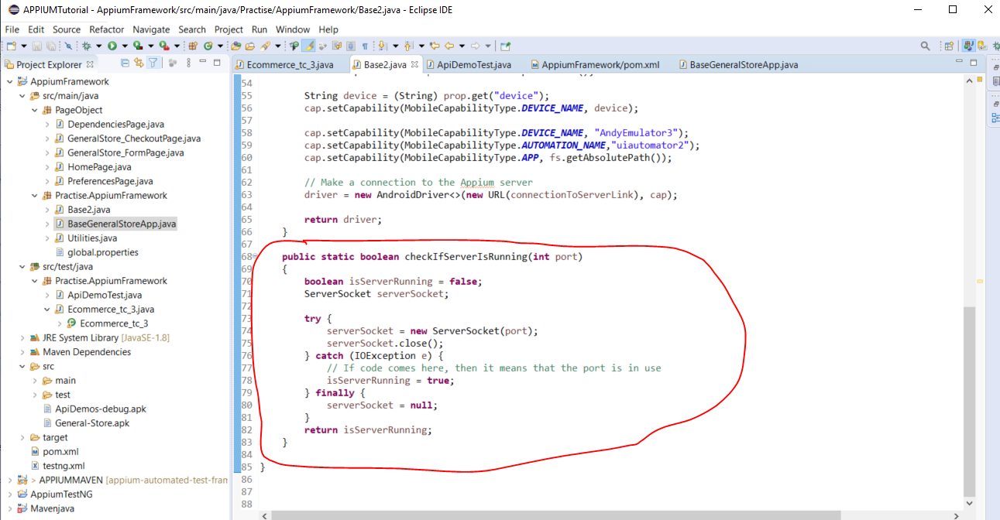 APPIUMTutorial - AppiumFramework/src/main/java/Practise/AppiumFramework/Base2.java - Eclipse IDE
File Edit Source Refactor Navigate Search Project Run Window Help
Project Explorer
AppiumFramework
src/main/java
PageObject
DependenciesPage.java
GeneralStore_CheckoutPage.java
GeneralStore_FormPage.java
HomePage.java
PreferencesPage.java
Practise.AppiumFramework
Base2.java
BaseGeneralStoreApp.java
Utilities.java
global.properties
src/test/java
Practise.AppiumFramework
ApiDemoTest.java
Ecommerce_tc_3.java
Ecommerce_tc_3
JRE System Library [JavaSE-1.8]
Maven Dependencies
src
main
test
ApiDemos-debug.apk
General-Store.apk
target
pom.xml
testng.xml
> APPIUMMAVEN [appium-automated-test-fram
AppiumTestNG
Mavenjava
Ecommerce_tc_3.java Base2.java ApiDemoTest.java AppiumFramework/pom.xml BaseGeneralStoreApp.java
54
55 String device = (String) prop.get("device");
56 cap.setCapability(MobileCapabilityType.DEVICE_NAME, device);
57
58 cap.setCapability(MobileCapabilityType.DEVICE_NAME, "AndyEmulator3");
59 cap.setCapability(MobileCapabilityType.AUTOMATION_NAME,"uiautomator2");
60 cap.setCapability(MobileCapabilityType.APP, fs.getAbsolutePath());
61
62 // Make a connection to the Appium server
63 driver = new AndroidDriver<>(new URL(connectionToServerLink), cap);
64
65 return driver;
66 }
67
68 public static boolean checkIfServerIsRunning(int port)
69 {
70 boolean isServerRunning = false;
71 ServerSocket serverSocket;
72
73 try {
74 serverSocket = new ServerSocket(port);
75 serverSocket.close();
76 } catch (IOException e) {
77 // If code comes here, then it means that the port is in use
78 isServerRunning = true;
79 } finally {
80 serverSocket = null;
81 }
82 return isServerRunning;
83 }
84
85 }
86
87
88